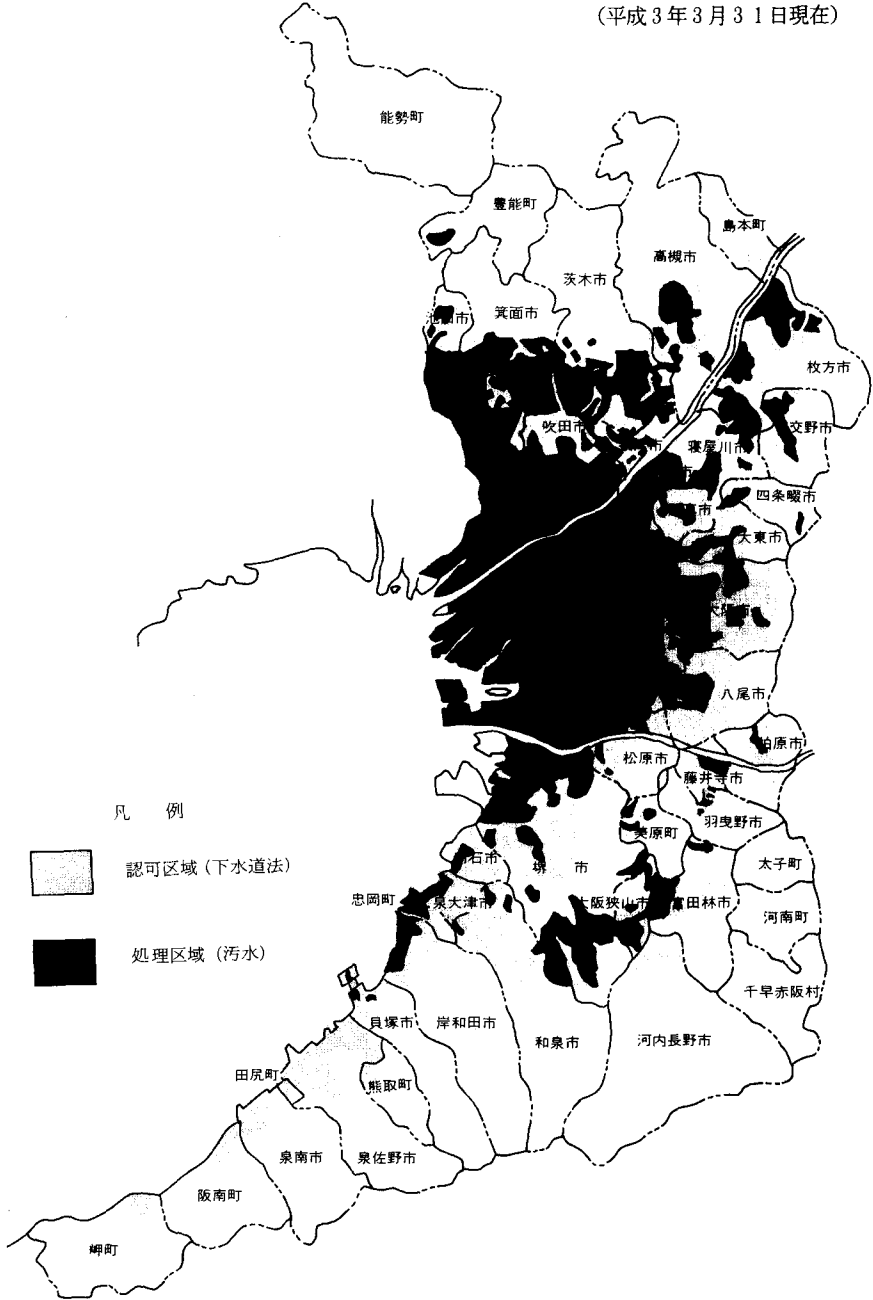 (平成3年3月31日現在)
能勢町
豊能町
島本町
高槻市
茨木市
箕面市
市
枚方市
吹田市
交野市
市
寝屋川市
市
四条畷市
市
大東市
八尾市
柏原市
松原市
藤井寺市
凡 例
羽曳野市
美原町
認可区域(下水道法)
石市
堺 市
太子町
忠岡町
泉大津市
大阪狭山市
富田林市
河南町
処理区域(汚水)
千早赤阪村
貝塚市
岸和田市
和泉市
河内長野市
田尻町
熊取町
泉南市
泉佐野市
阪南町
岬町